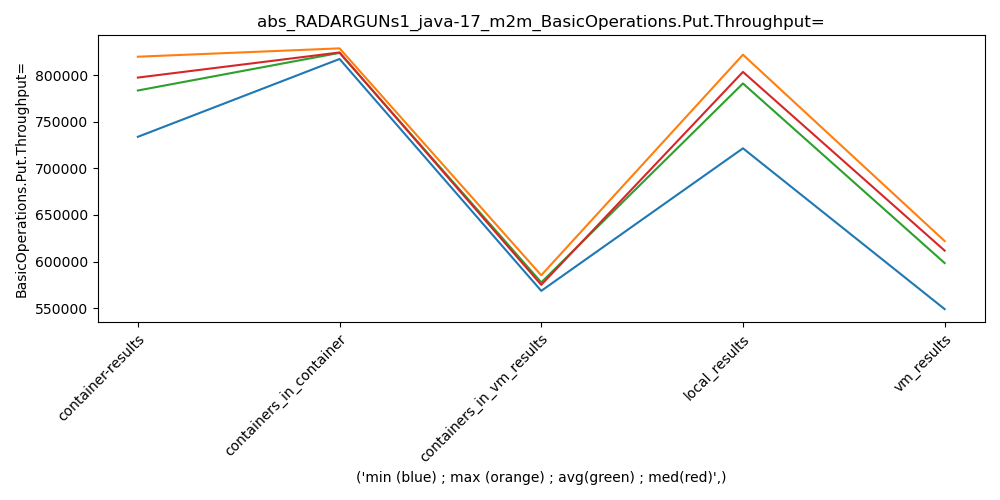 abs_RADARGUNs1_java-17_m2m_BasicOperations.Put.Throughput=
BasicOperations.Put.Throughput=
800000
750000
700000
650000
600000
550000
container-results
containers_in_container
containers_in_vm_results
local_results
vm_results
('min (blue) ; max (orange) ; avg(green) ; med(red)',)